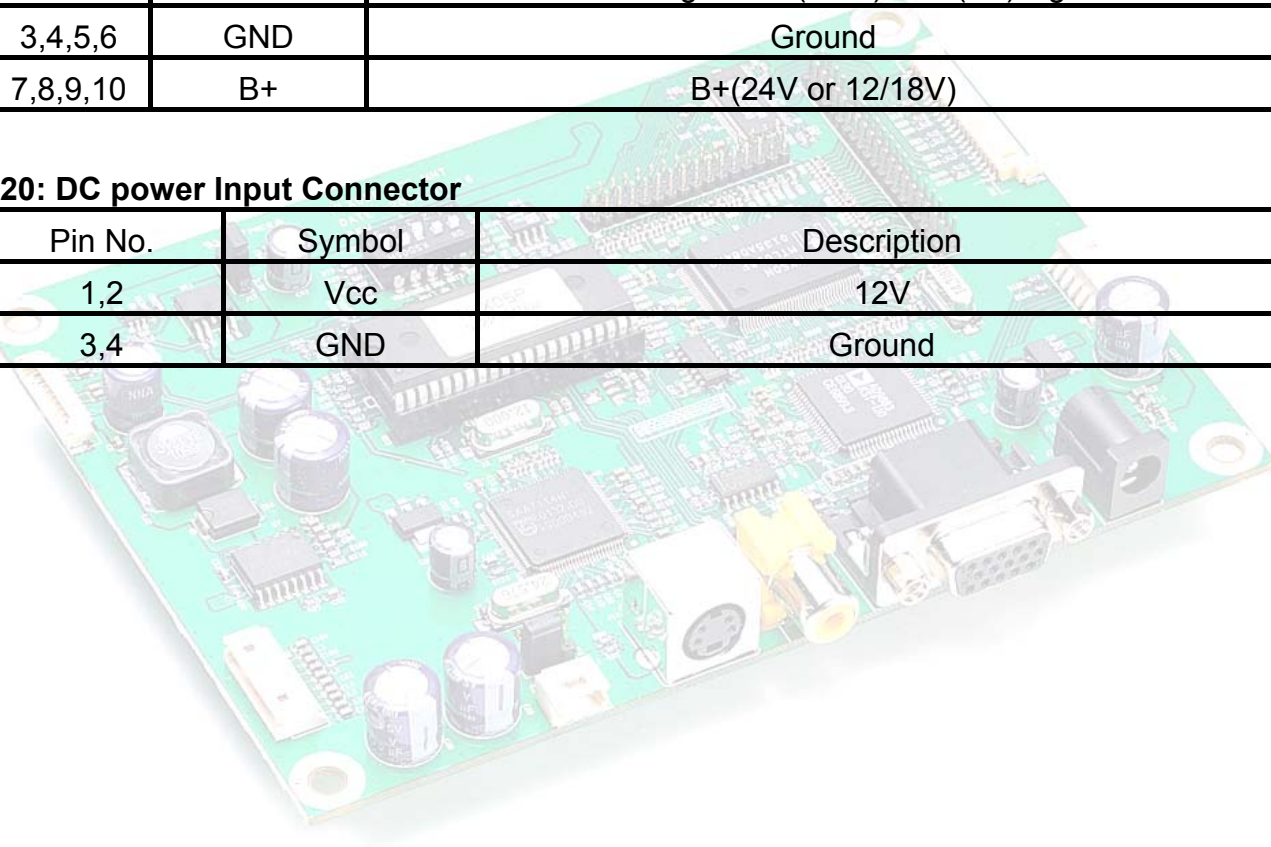 3,4,5,6 GND Ground
7,8,9,10 B+ B+(24V or 12/18V)
20: DC power Input Connector
Pin No. Symbol Description
1,2 Vcc 12V
3,4 GND Ground